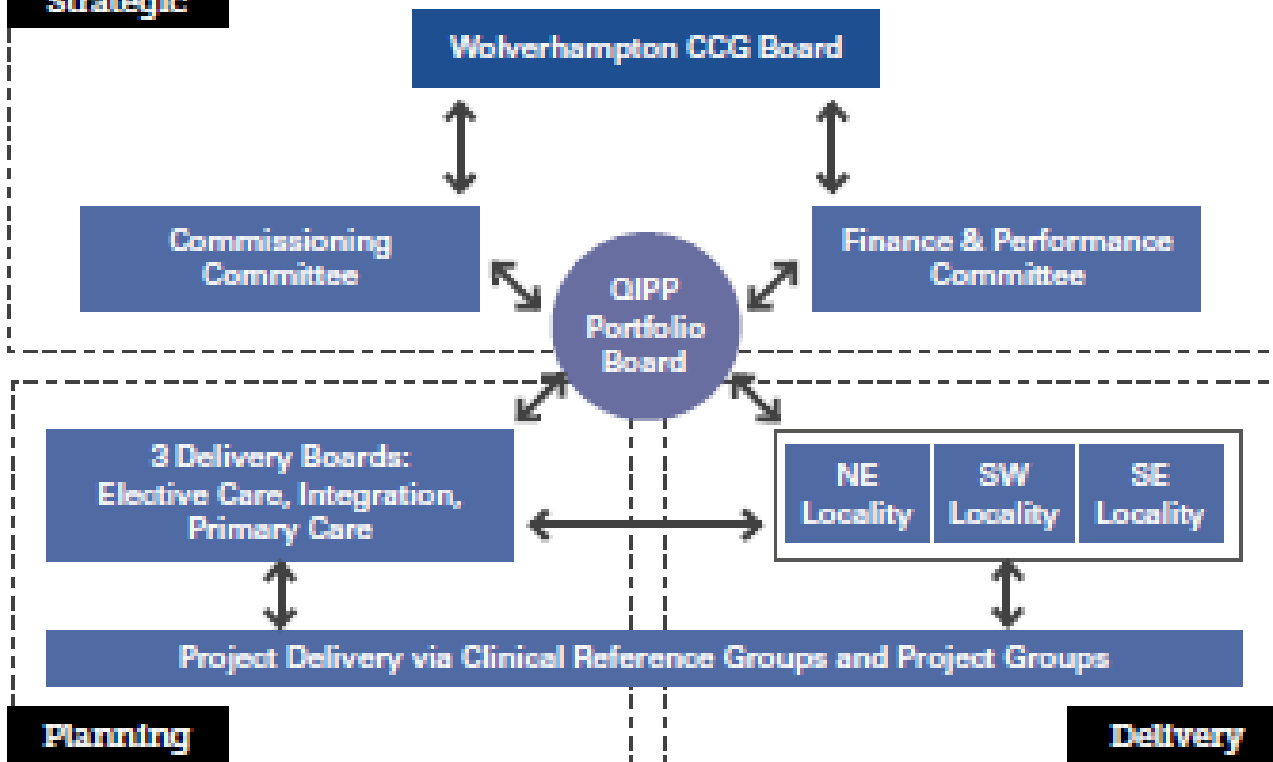 Strategic
Wolverhampton CCG Board
Commissioning
Committee
Finance & Performance
Committee
QIPP
Portfolio
Board
3 Delivery Boards:
Elective Care, Integration,
Primary Care
NE
Locality
SW
Locality
SE
Locality
Project Delivery via Clinical Reference Groups and Project Groups
Planning
Delivery